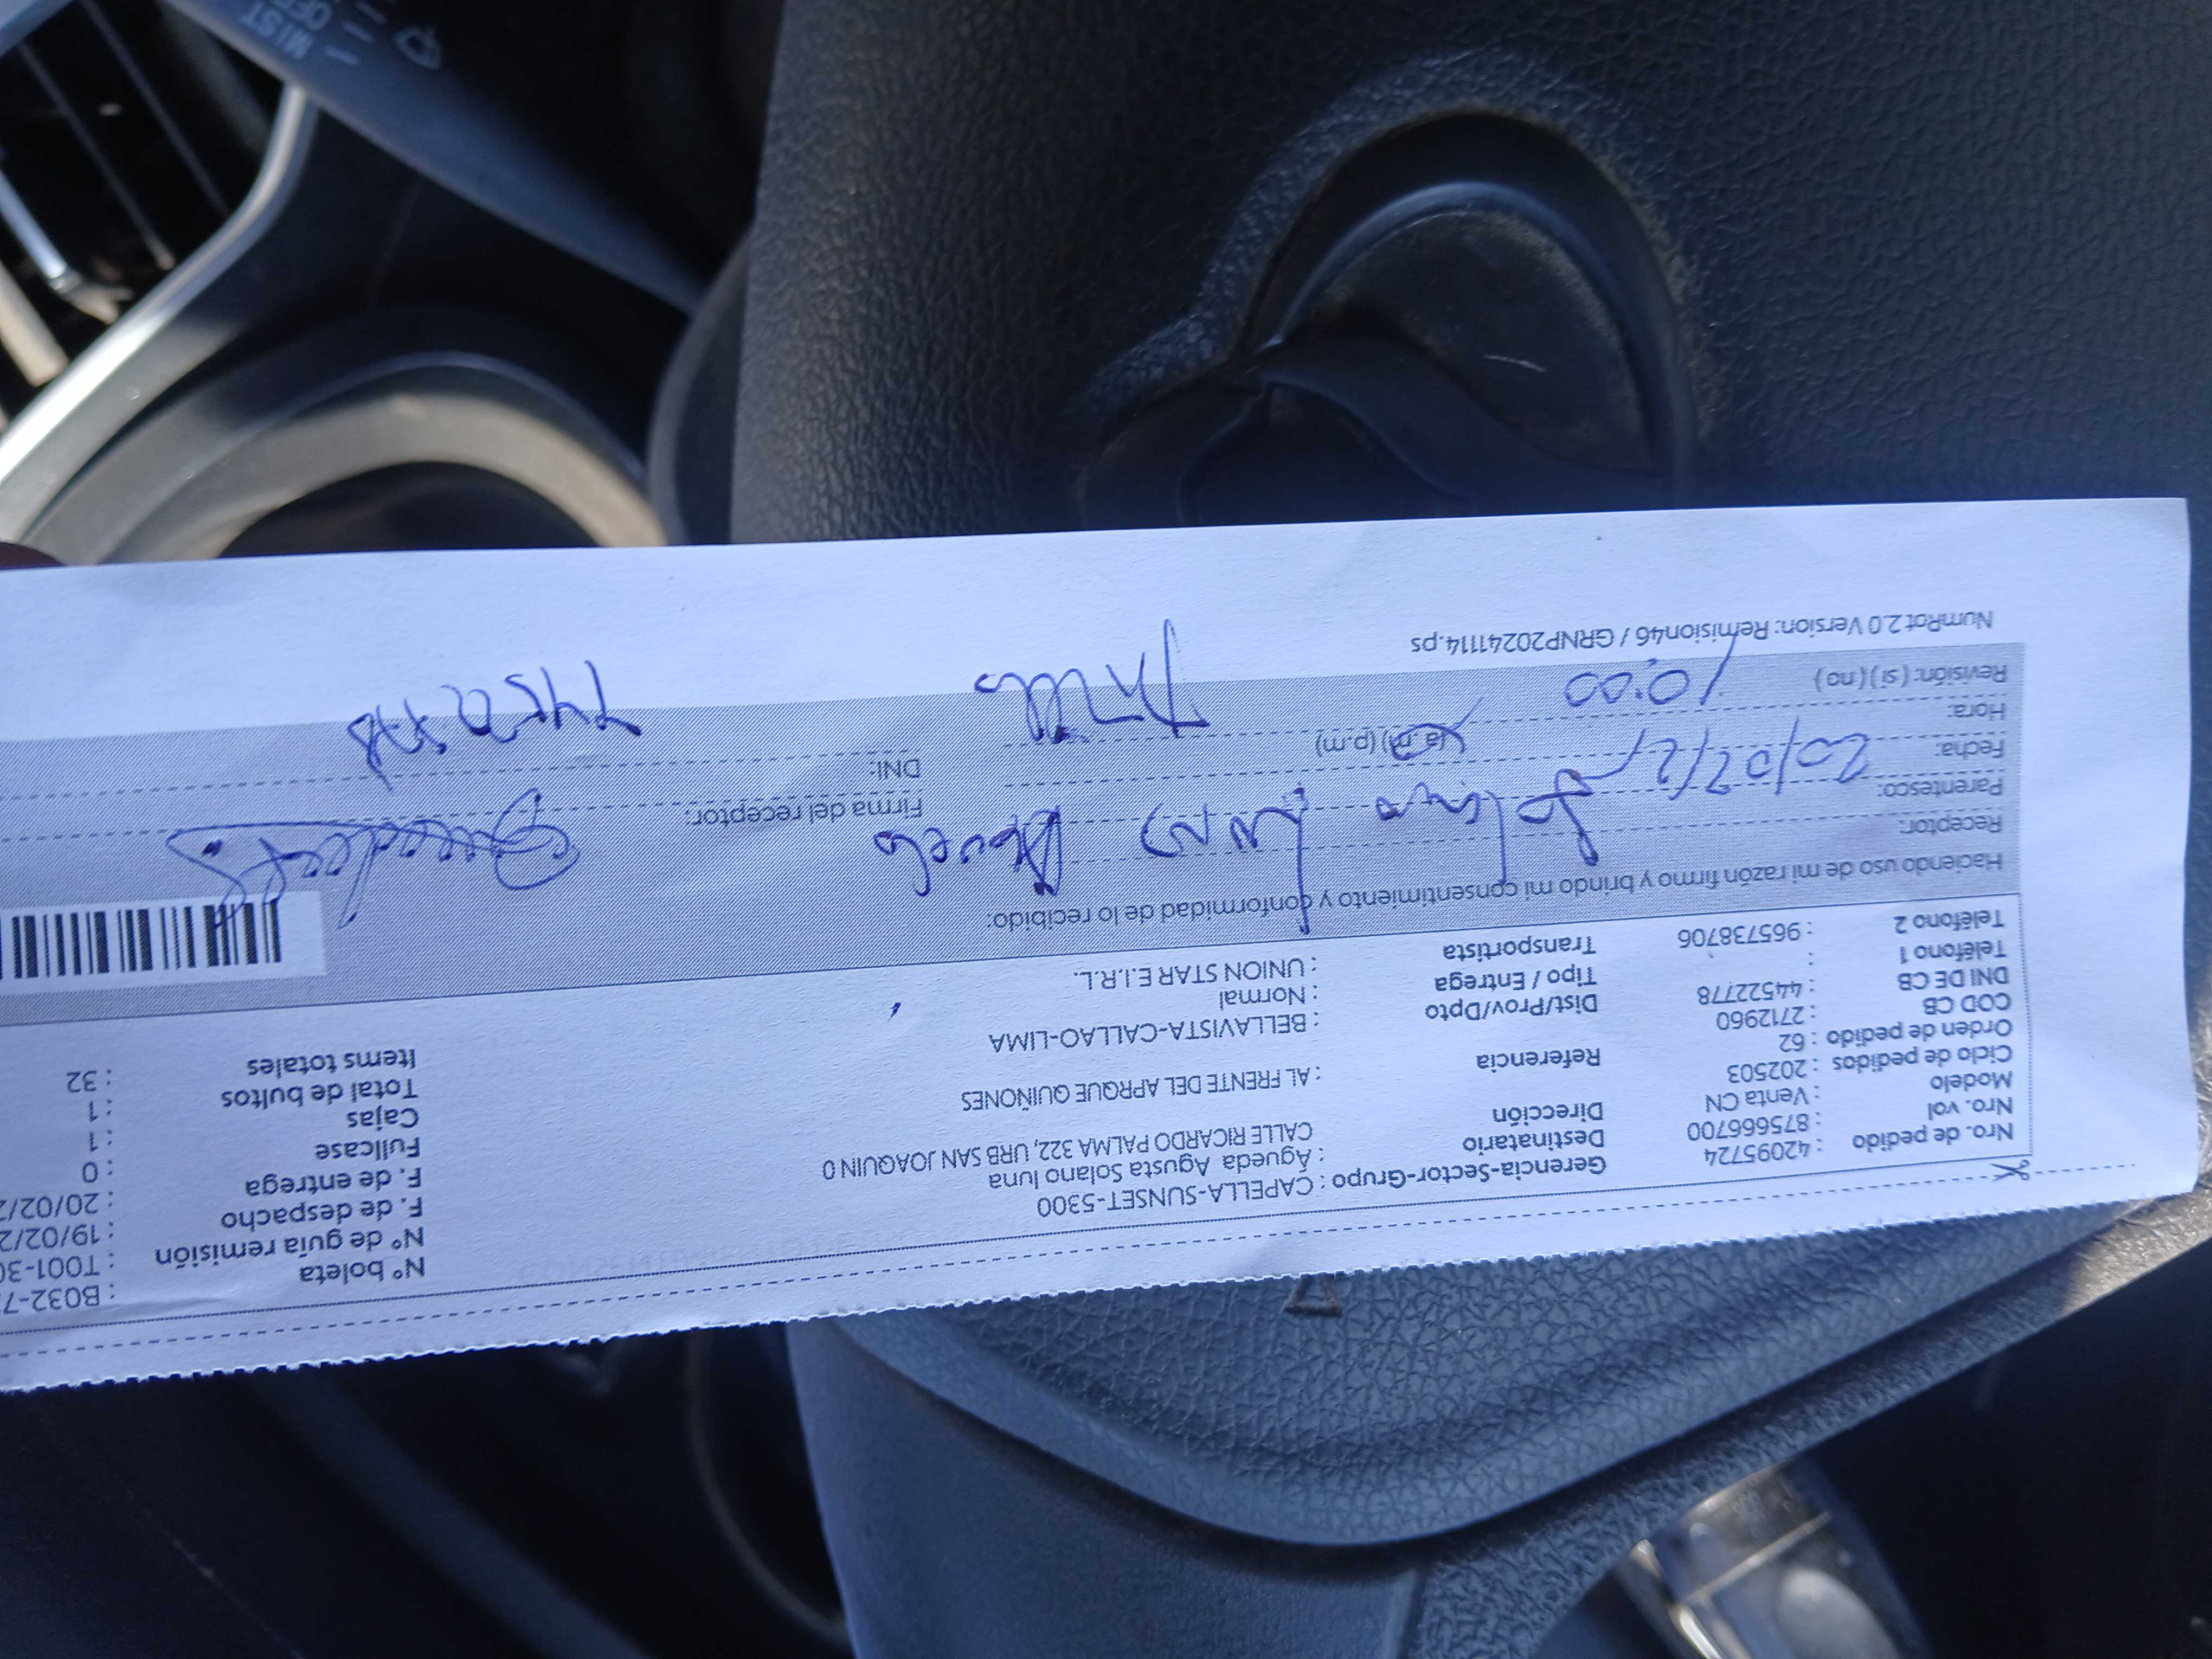 Nro. de pedido : 42095724
Nro. vol : 875666700
Modelo : Venta CN
Ciclo de pedidos : 202503
Orden de pedido : 62
COD CB : 2712960
DNI DE CB : 44522778
Teléfono 1 :
Teléfono 2 : 965738706
Gerencia-Sector-Grupo : CAPELLA-SUNSET-5300
Destinatario : Águeda Agusta Solano luna
Dirección CALLE RICARDO PALMA 322, URB SAN JOAQUIN 0
Referencia : AL FRENTE DEL APRQUE QUIÑONES
Dist/Prov/Dpto : BELLAVISTA-CALLAO-LIMA
Tipo / Entrega : Normal
Transportista : UNION STAR E.I.R.L.
N° boleta : B032-7
N° de guía remisión : T001-30
F. de despacho : 19/02/2
F. de entrega : 20/02/2
Fullcase : 0
Cajas : 1
Total de bultos : 1
Items totales : 32
Haciendo uso de mi razón firmo y brindo mi consentimiento y conformidad de lo recibido:
Receptor:
Parentesco:
Fecha: 20/02/2
Hora: 10:00 (a.m) (p.m)
Revisión: (si) (no)
Firma del receptor:
DNI:
NumRot 2.0 Version: Remision46 / GRNP20241114.ps
MIST
OFF